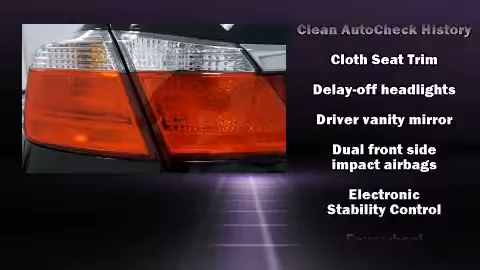 Clean AutoCheck History
Cloth Seat Trim
Delay-off headlights
Driver vanity mirror
Dual front side
impact airbags
Electronic
Stability Control